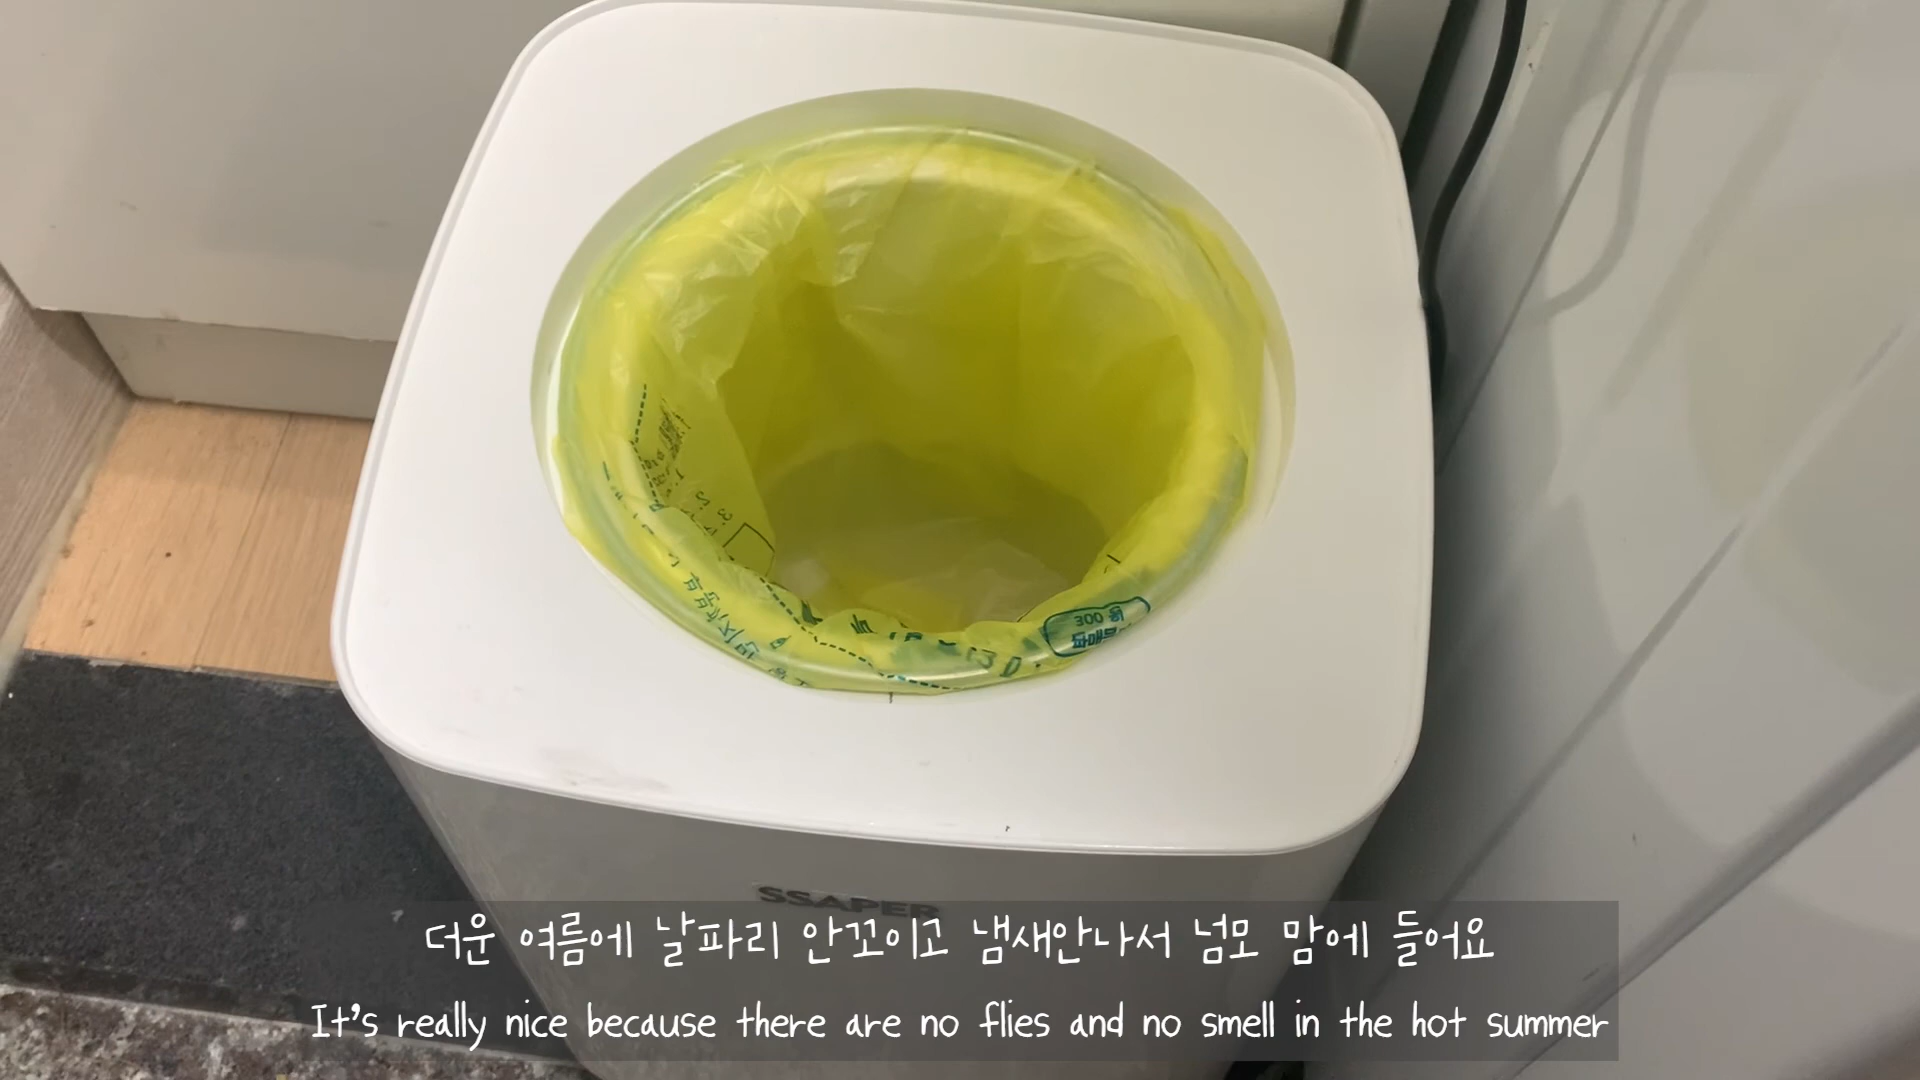 300 원
SSAPER
더운 여름에 날파리 안꼬이고 냄새안나서 넘모 맘에 들어요
It's really nice because there are no flies and no smell in the hot summer